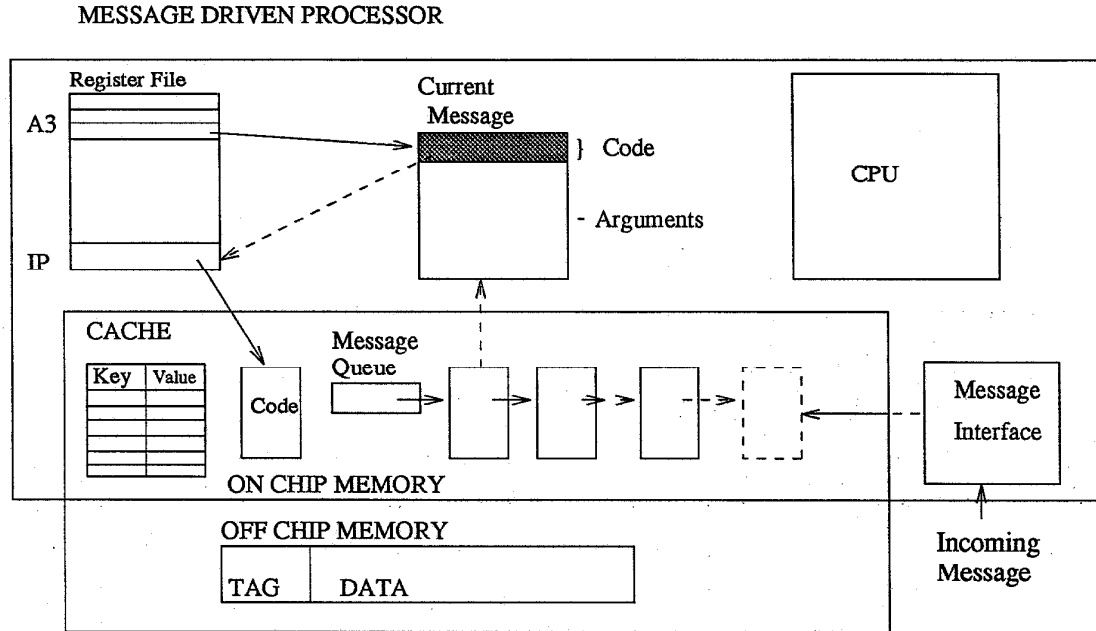 MESSAGE DRIVEN PROCESSOR
Register File
A3
IP
Current
Message
} Code
- Arguments
CPU
CACHE
Key Value
Code
Message
Queue
Message
Interface
ON CHIP MEMORY
OFF CHIP MEMORY
TAG DATA
Incoming
Message